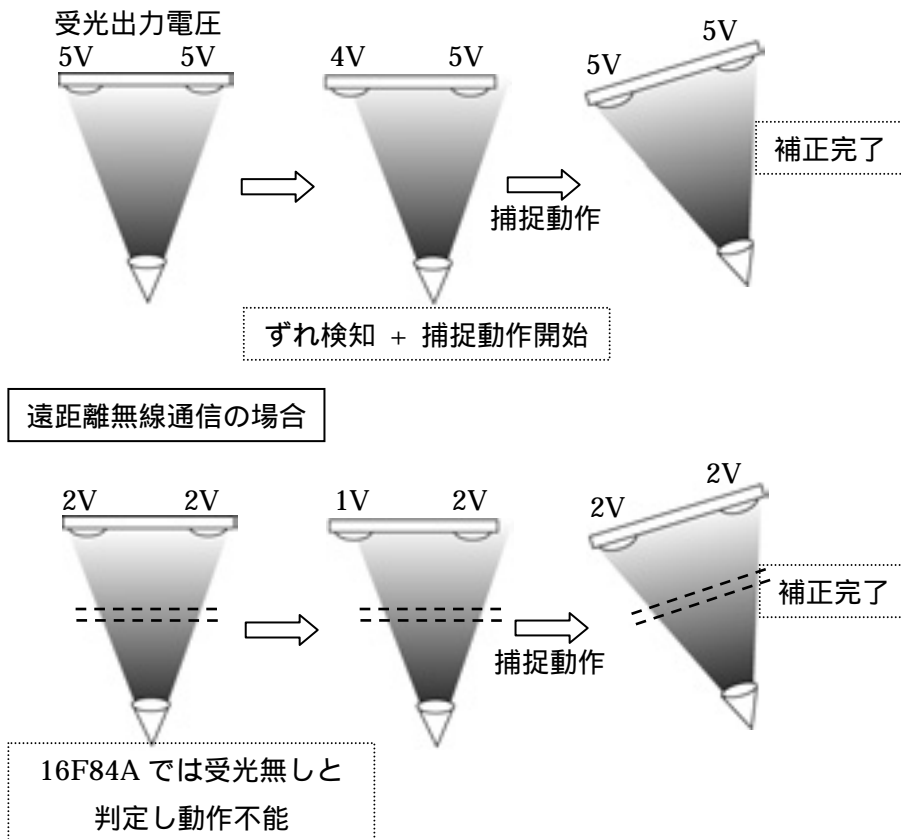 受光出力電圧
5V 5V
4V 5V
5V 5V
補正完了
捕捉動作
ずれ検知 + 捕捉動作開始
遠距離無線通信の場合
2V 2V
1V 2V
2V 2V
補正完了
捕捉動作
16F84A では受光無しと
判定し動作不能